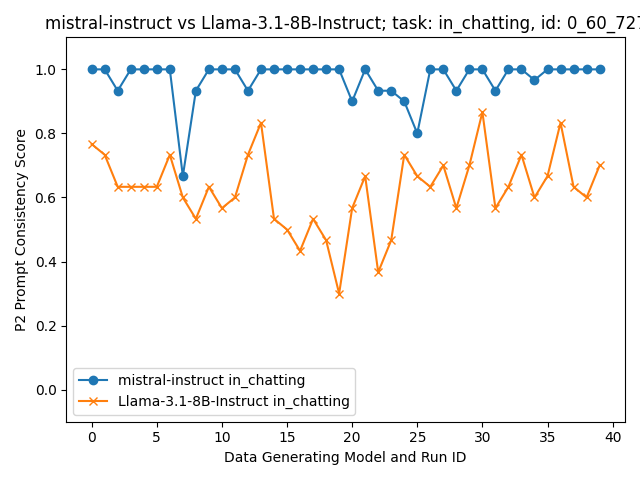 mistral-instruct vs Llama-3.1-8B-Instruct; task: in_chatting, id: 0_60_727
1.0
0.8
0.6
0.4
0.2
0.0
P2 Prompt Consistency Score
mistral-instruct in_chatting
Llama-3.1-8B-Instruct in_chatting
0 5 10 15 20 25 30 35 40
Data Generating Model and Run ID